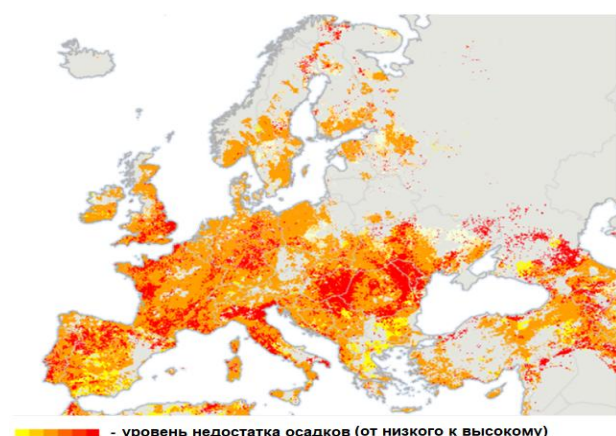 - уровень недостатка осадков (от низкого к высокому)